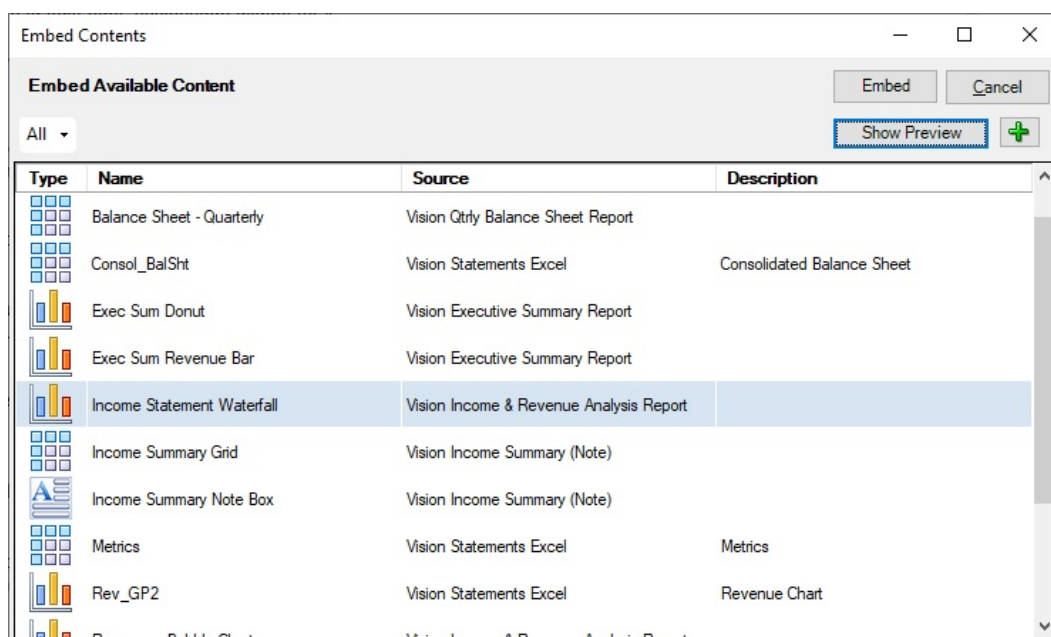 Embed Contents
Embed Available Content
Embed
Cancel
All
Show Preview
Type Name Source Description
Balance Sheet - Quarterly Vision Qtrly Balance Sheet Report
Consol_BalSht Vision Statements Excel Consolidated Balance Sheet
Exec Sum Donut Vision Executive Summary Report
Exec Sum Revenue Bar Vision Executive Summary Report
Income Statement Waterfall Vision Income & Revenue Analysis Report
Income Summary Grid Vision Income Summary (Note)
Income Summary Note Box Vision Income Summary (Note)
Metrics Vision Statements Excel Metrics
Rev_GP2 Vision Statements Excel Revenue Chart